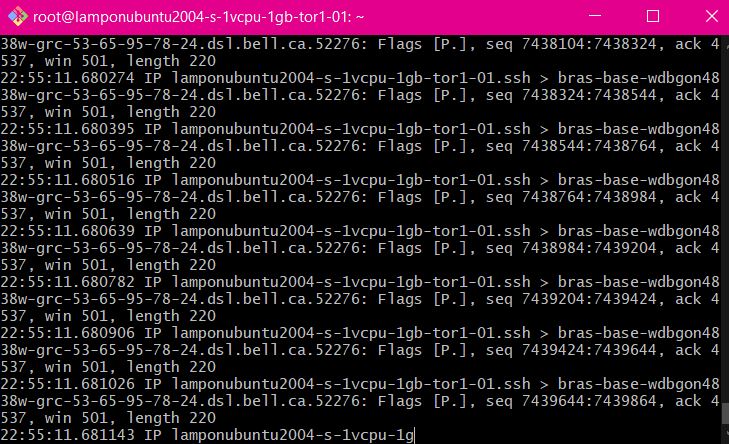 root@lamponubuntu2004-s-1vcpu-1gb-tor1-01: ~
38w-grc-53-65-95-78-24.dsl.bell.ca.52276: Flags [P.], seq 7438104:7438324, ack 4
537, win 501, length 220
22:55:11.680274 IP lamponubuntu2004-s-1vcpu-1gb-tor1-01.ssh > bras-base-wdbgon48
38w-grc-53-65-95-78-24.dsl.bell.ca.52276: Flags [P.], seq 7438324:7438544, ack 4
537, win 501, length 220
22:55:11.680395 IP lamponubuntu2004-s-1vcpu-1gb-tor1-01.ssh > bras-base-wdbgon48
38w-grc-53-65-95-78-24.dsl.bell.ca.52276: Flags [P.], seq 7438544:7438764, ack 4
537, win 501, length 220
22:55:11.680516 IP lamponubuntu2004-s-1vcpu-1gb-tor1-01.ssh > bras-base-wdbgon48
38w-grc-53-65-95-78-24.dsl.bell.ca.52276: Flags [P.], seq 7438764:7438984, ack 4
537, win 501, length 220
22:55:11.680639 IP lamponubuntu2004-s-1vcpu-1gb-tor1-01.ssh > bras-base-wdbgon48
38w-grc-53-65-95-78-24.dsl.bell.ca.52276: Flags [P.], seq 7438984:7439204, ack 4
537, win 501, length 220
22:55:11.680782 IP lamponubuntu2004-s-1vcpu-1gb-tor1-01.ssh > bras-base-wdbgon48
38w-grc-53-65-95-78-24.dsl.bell.ca.52276: Flags [P.], seq 7439204:7439424, ack 4
537, win 501, length 220
22:55:11.680906 IP lamponubuntu2004-s-1vcpu-1gb-tor1-01.ssh > bras-base-wdbgon48
38w-grc-53-65-95-78-24.dsl.bell.ca.52276: Flags [P.], seq 7439424:7439644, ack 4
537, win 501, length 220
22:55:11.681026 IP lamponubuntu2004-s-1vcpu-1gb-tor1-01.ssh > bras-base-wdbgon48
38w-grc-53-65-95-78-24.dsl.bell.ca.52276: Flags [P.], seq 7439644:7439864, ack 4
537, win 501, length 220
22:55:11.681143 IP lamponubuntu2004-s-1vcpu-1g